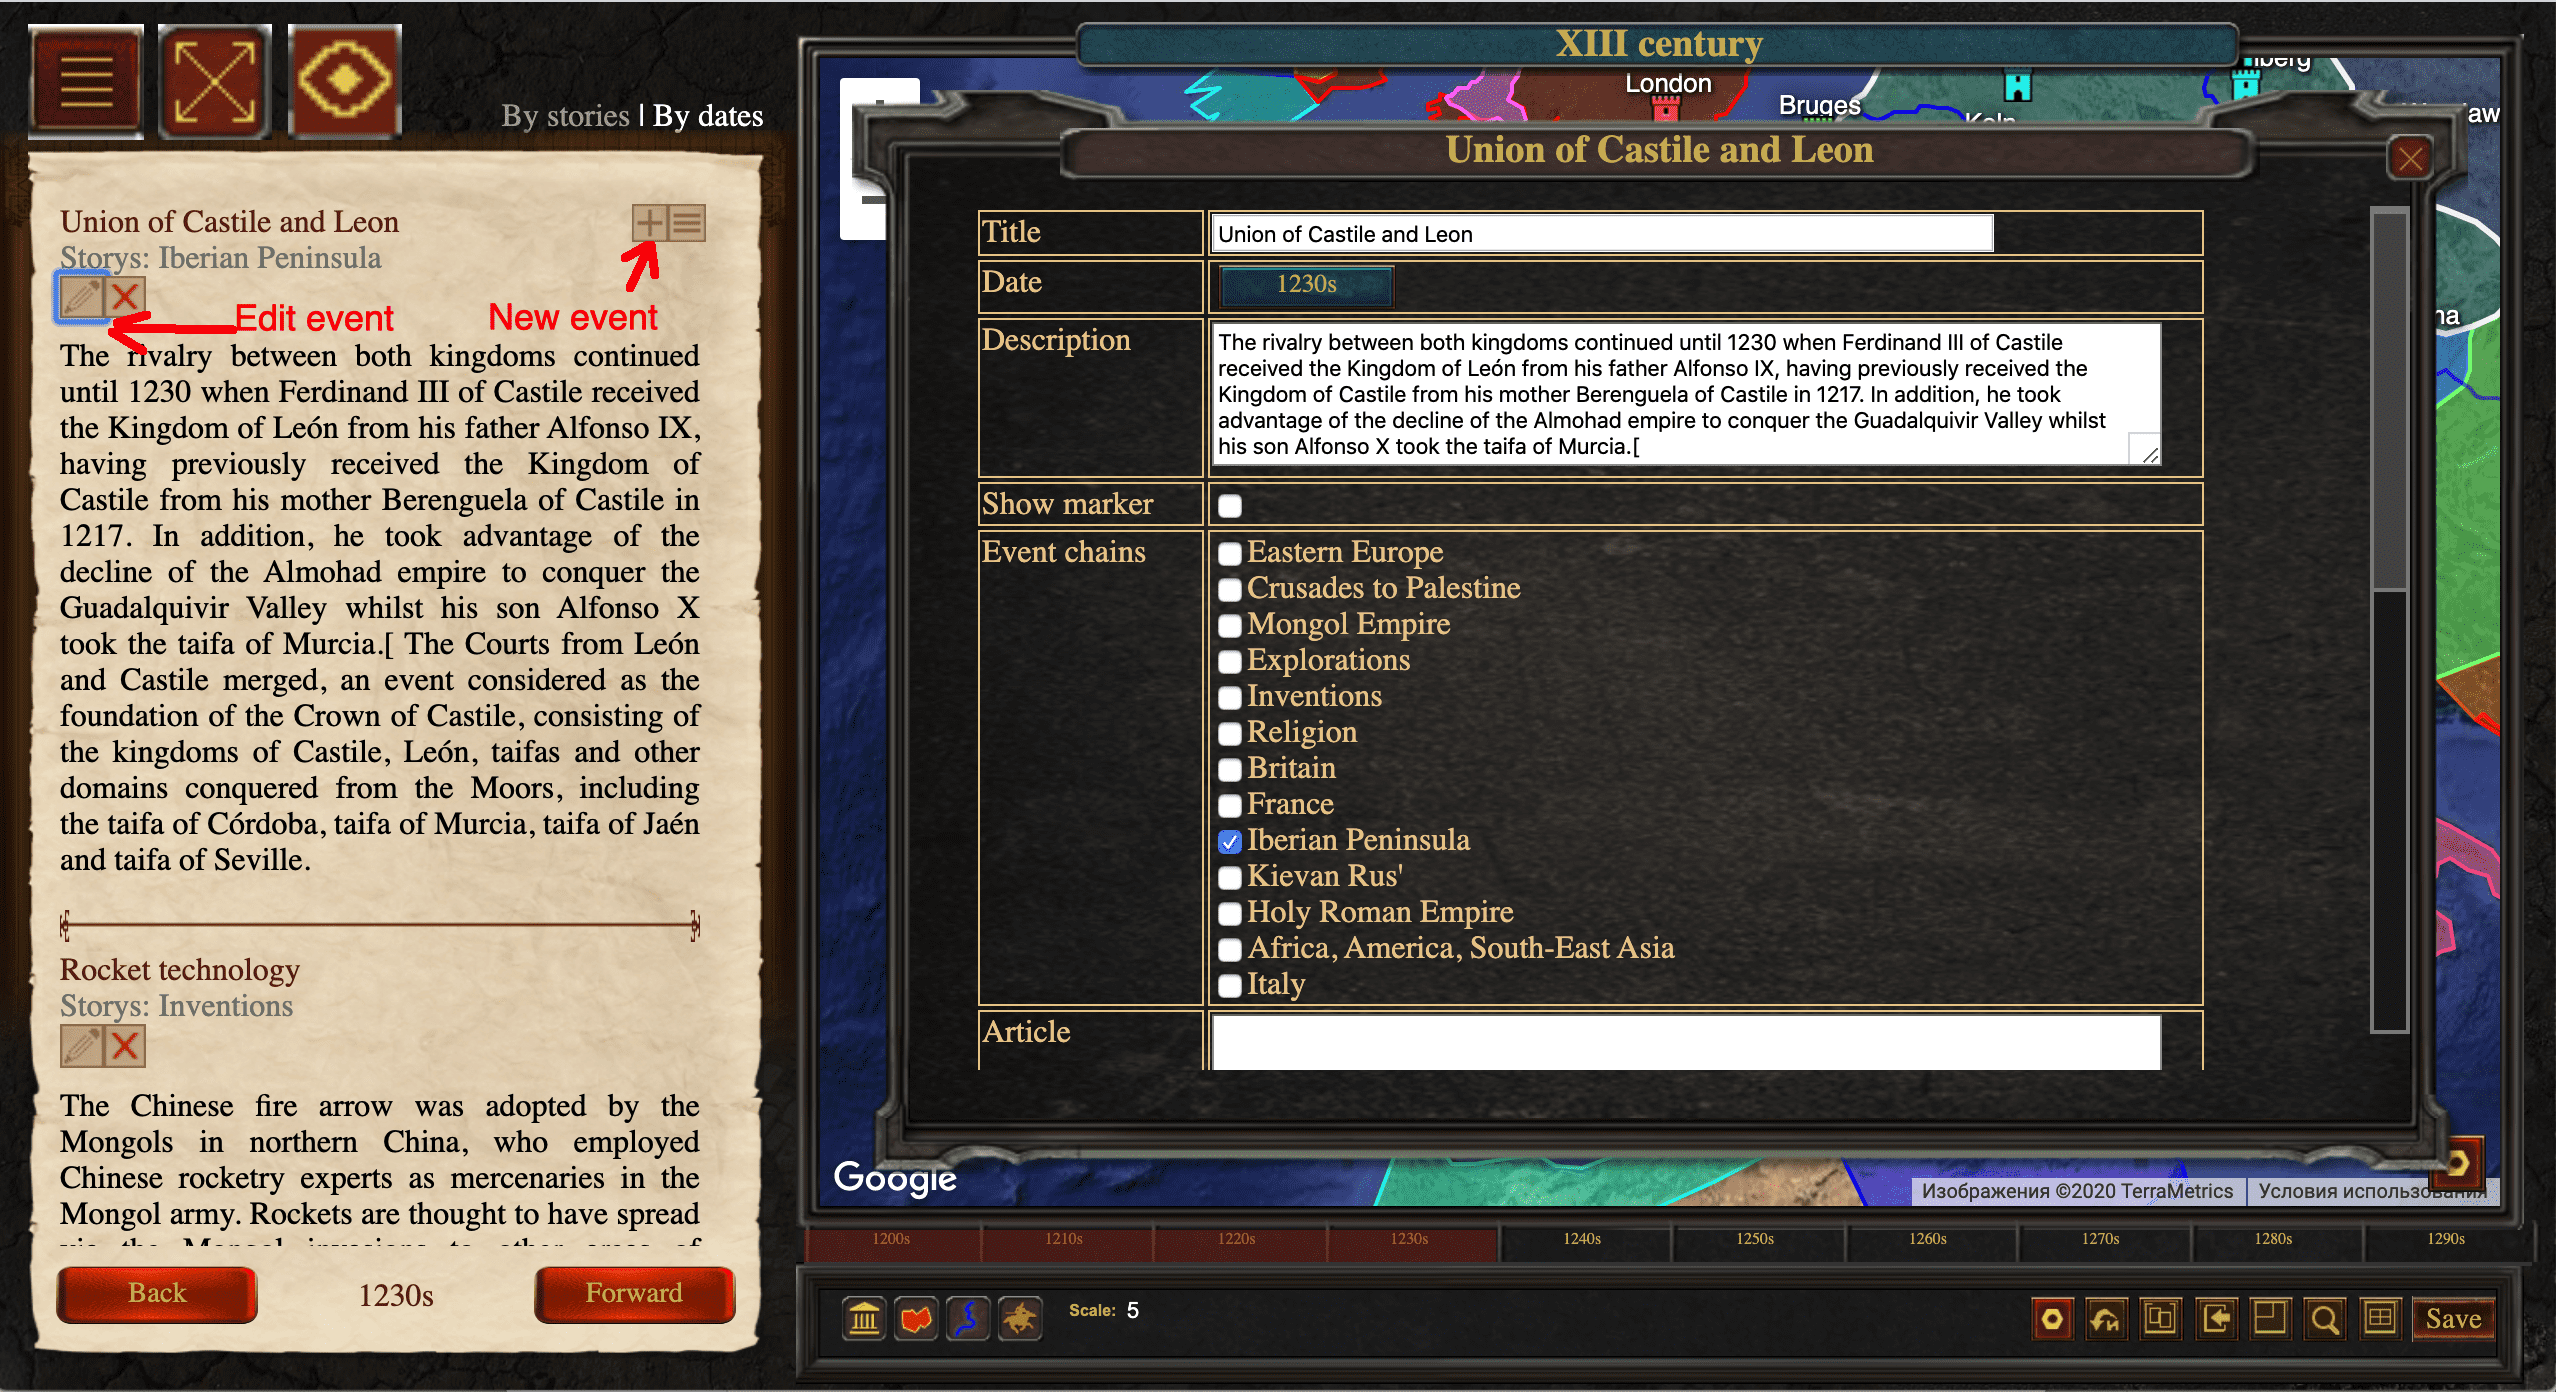 By stories | By dates
Union of Castile and Leon
Storys: Iberian Peninsula
Edit event
New event
The rivalry between both kingdoms continued
until 1230 when Ferdinand III of Castile received
the Kingdom of León from his father Alfonso IX,
having previously received the Kingdom of
Castile from his mother Berenguela of Castile in
1217. In addition, he took advantage of the
decline of the Almohad empire to conquer the
Guadalquivir Valley whilst his son Alfonso X
took the taifa of Murcia.[ The Courts from León
and Castile merged, an event considered as the
foundation of the Crown of Castile, consisting of
the kingdoms of Castile, León, taifas and other
domains conquered from the Moors, including
the taifa of Córdoba, taifa of Murcia, taifa of Jaén
and taifa of Seville.
Rocket technology
Storys: Inventions
The Chinese fire arrow was adopted by the
Mongols in northern China, who employed
Chinese rocketry experts as mercenaries in the
Mongol army. Rockets are thought to have spread
via the Mongol invasions to other areas of
Back
1230s
Forward
XIII century
London
Bruges
Union of Castile and Leon
Title
Union of Castile and Leon
Date
1230s
Description
The rivalry between both kingdoms continued until 1230 when Ferdinand III of Castile
received the Kingdom of León from his father Alfonso IX, having previously received the
Kingdom of Castile from his mother Berenguela of Castile in 1217. In addition, he took
advantage of the decline of the Almohad empire to conquer the Guadalquivir Valley whilst
his son Alfonso X took the taifa of Murcia.[
Show marker
Event chains
Eastern Europe
Crusades to Palestine
Mongol Empire
Explorations
Inventions
Religion
Britain
France
Iberian Peninsula
Kievan Rus'
Holy Roman Empire
Africa, America, South-East Asia
Italy
Article
Google
Изображения ©2020 TerraMetrics
Условия использования
1200s
1210s
1220s
1230s
1240s
1250s
1260s
1270s
1280s
1290s
Scale: 5
Save